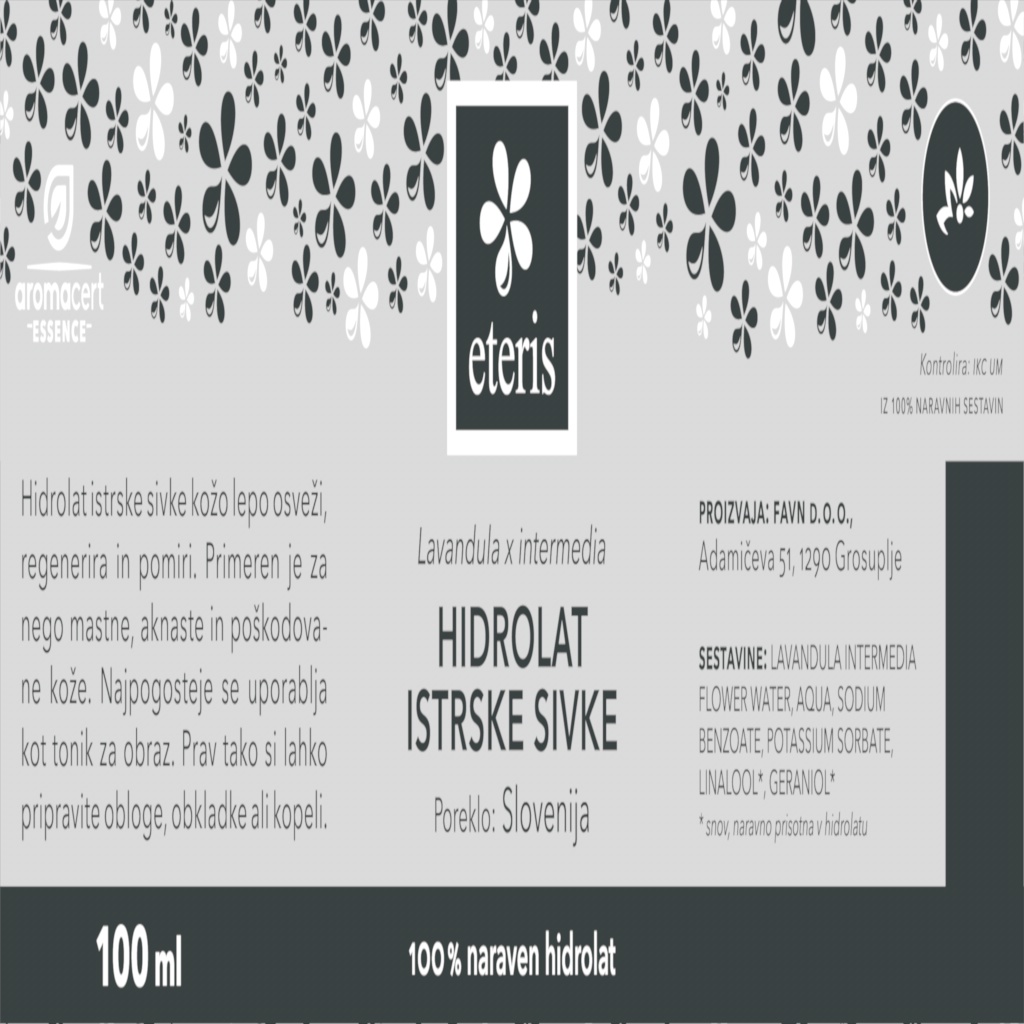 aromacert
-ESSENCE-
eteris
Kontrolira: IKC UM
IZ 100% NARAVNIH SESTAVIN
Hidrolat istrske sivke kožo lepo osveži,
regenerira in pomiri. Primeren je za
nego mastne, aknaste in poškodova-
ne kože. Najpogosteje se uporablja
kot tonik za obraz. Prav tako si lahko
pripravite obloge, obkladke ali kopeli.
Lavandula x intermedia
HIDROLAT
ISTRSKE SIVKE
Poreklo: Slovenija
PROIZVAJA: FAVN D.O.O.,
Adamičeva 51, 1290 Grosuplje
SESTAVINE: LAVANDULA INTERMEDIA
FLOWER WATER, AQUA, SODIUM
BENZOATE, POTASSIUM SORBATE,
LINALOOL*, GERANIOL*
* snov, naravno prisotna v hidrolatu
100 ml
100% naraven hidrolat